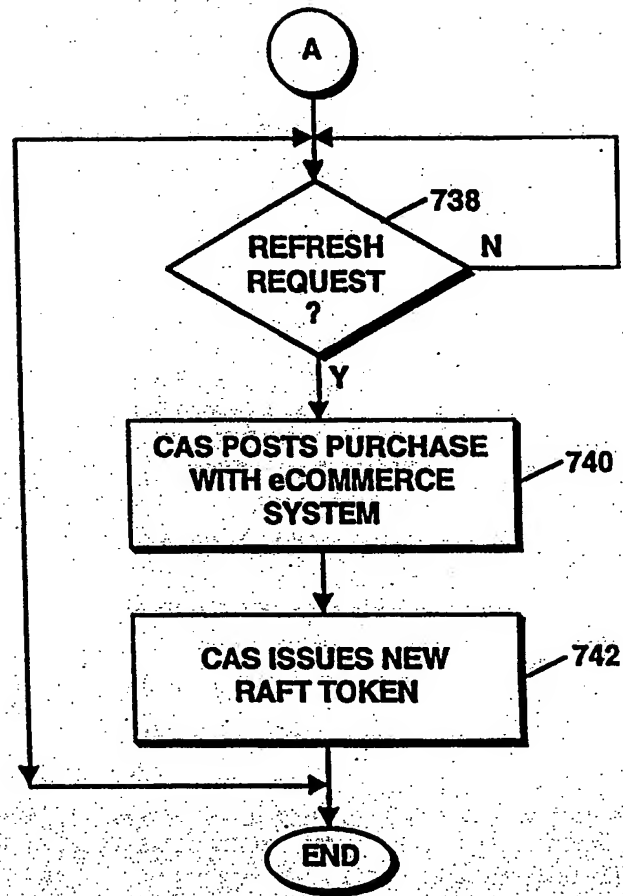 A
738
REFRESH
REQUEST
?
N
Y
CAS POSTS PURCHASE
WITH eCOMMERCE
SYSTEM
740
CAS ISSUES NEW
RAFT TOKEN
742
END